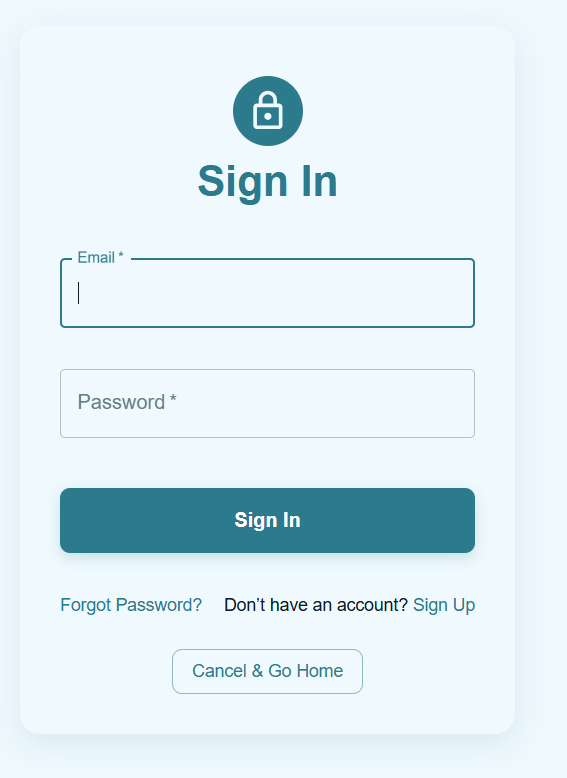 Sign In
Email *
Password *
Sign In
Forgot Password? Don’t have an account? Sign Up
Cancel & Go Home